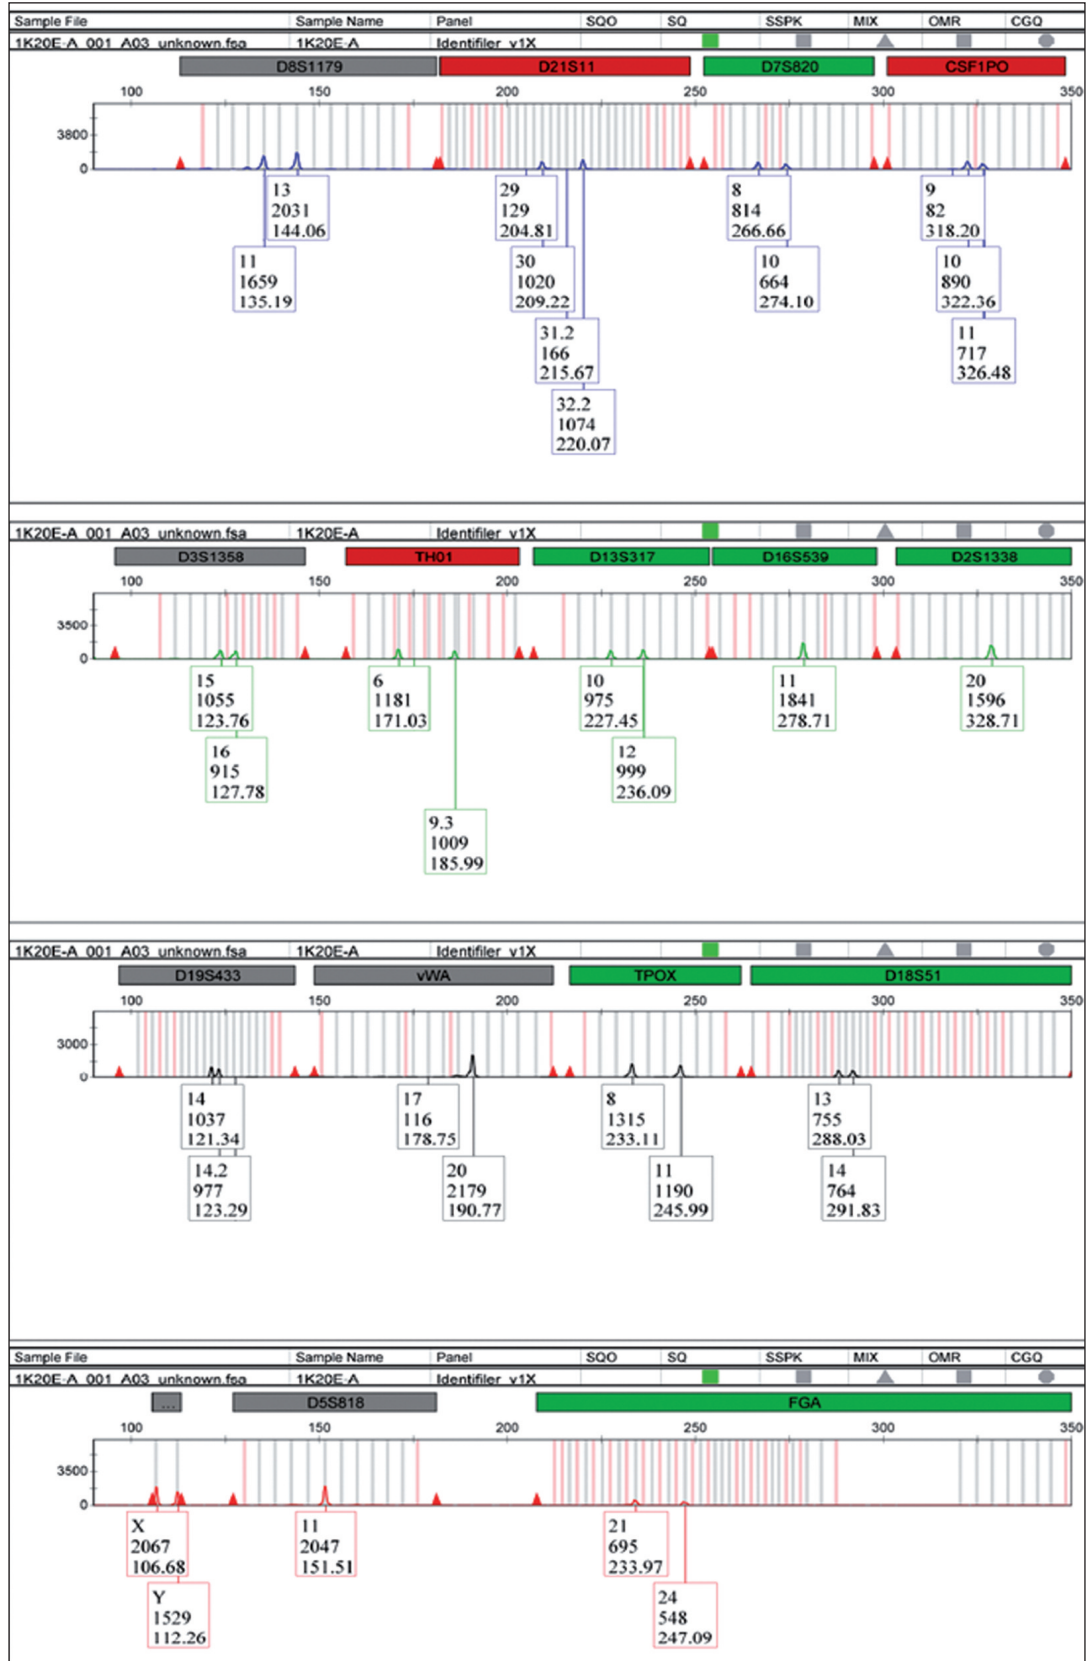 Sample File Sample Name Panel SQO SQ SSPK MIX OMR CGQ
1K20E-A_001_A03_unknown.fsa 1K20E-A Identifiler_v1X
D8S1179 D21S11 D7S820 CSF1PO
100 150 200 250 300 350
3800
0
13 29 8 9
2031 129 814 82
144.06 204.81 266.66 318.20
11 30 10 10
1659 1020 664 890
135.19 209.22 274.10 322.36
31.2 11
166 717
215.67 326.48
32.2
1074
220.07
1K20E-A_001_A03_unknown.fsa 1K20E-A Identifiler_v1X
D3S1358 TH01 D13S317 D16S539 D2S1338
100 150 200 250 300 350
3500
0
15 6 10 11 20
1055 1181 975 1841 1596
123.76 171.03 227.45 278.71 328.71
16 12
915 999
127.78 236.09
9.3
1009
185.99
1K20E-A_001_A03_unknown.fsa 1K20E-A Identifiler_v1X
D19S433 vWA TPOX D18S51
100 150 200 250 300 350
3000
0
14 17 8 13
1037 116 1315 755
121.34 178.75 233.11 288.03
14.2 20 11 14
977 2179 1190 764
123.29 190.77 245.99 291.83
Sample File Sample Name Panel SQO SQ SSPK MIX OMR CGQ
1K20E-A_001_A03_unknown.fsa 1K20E-A Identifiler_v1X
... D5S818 FGA
100 150 200 250 300 350
3500
0
X 11 21
2067 2047 695
106.68 151.51 233.97
Y 24
1529 548
112.26 247.09